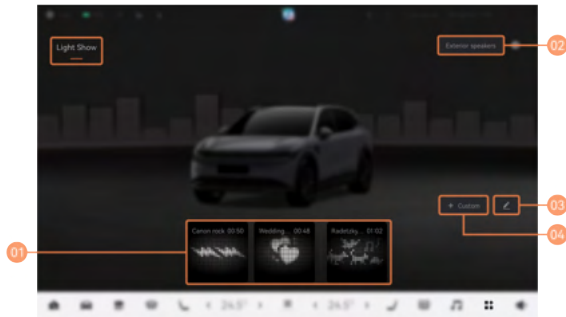 Light Show
Exterior speakers
02
+ Custom
03
04
Canon rock 00:50
Wedding... 00:48
Radetzky... 01:02
01
24.5°
24.5°